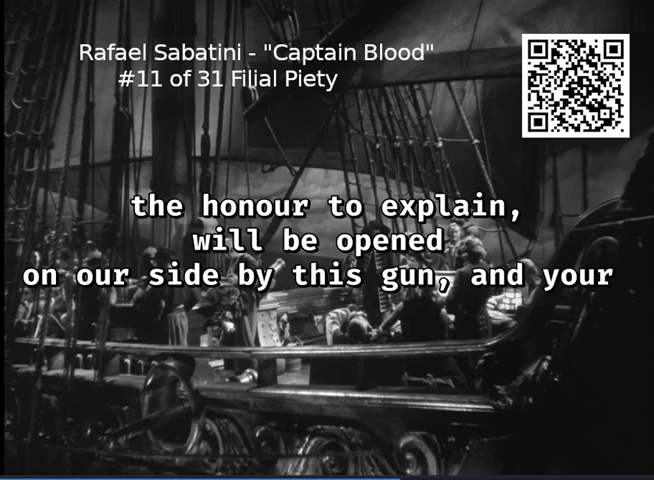 Rafael Sabatini - "Captain Blood"
#11 of 31 Filial Piety
the honour to explain,
will be opened
on our side by this gun, and your